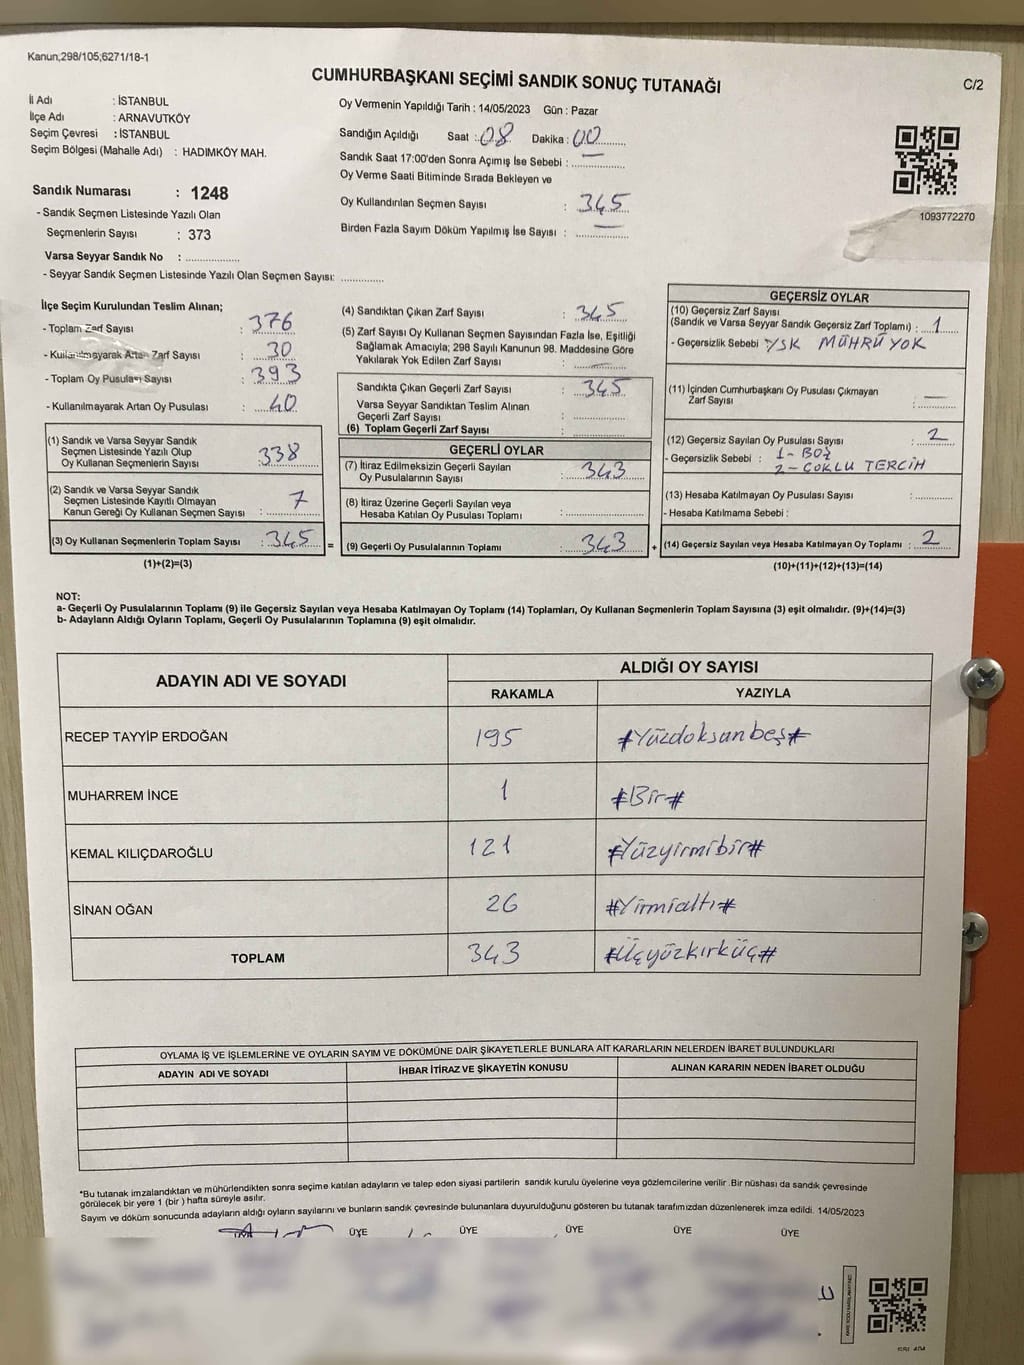 Kanun;298/105;6271/18-1
CUMHURBAŞKANI SEÇİMİ SANDIK SONUÇ TUTANAĞI
C/2
İl Adı : İSTANBUL
İlçe Adı : ARNAVUTKÖY
Seçim Çevresi : İSTANBUL
Seçim Bölgesi (Mahalle Adı) : HADIMKÖY MAH.
Sandık Numarası : 1248
- Sandık Seçmen Listesinde Yazılı Olan
Seçmenlerin Sayısı : 373
Varsa Seyyar Sandık No : ..................
- Seyyar Sandık Seçmen Listesinde Yazılı Olan Seçmen Sayısı: ..............
Oy Vermenin Yapıldığı Tarih : 14/05/2023 Gün : Pazar
Sandığın Açıldığı Saat : 08 Dakika : 00
Sandık Saat 17:00'den Sonra Açımış İse Sebebi : —
Oy Verme Saati Bitiminde Sırada Bekleyen ve
Oy Kullandırılan Seçmen Sayısı : 345
Birden Fazla Sayım Döküm Yapılmış İse Sayısı : —
1093772270
İlçe Seçim Kurulundan Teslim Alınan;
- Toplam Zarf Sayısı : 376
- Kullanılmayarak Artan Zarf Sayısı : 30
- Toplam Oy Pusulası Sayısı : 393
- Kullanılmayarak Artan Oy Pusulası : 40
(1) Sandık ve Varsa Seyyar Sandık
Seçmen Listesinde Yazılı Olup
Oy Kullanan Seçmenlerin Sayısı : 338
(2) Sandık ve Varsa Seyyar Sandık
Seçmen Listesinde Kayıtlı Olmayan
Kanun Gereği Oy Kullanan Seçmen Sayısı : 7
(3) Oy Kullanan Seçmenlerin Toplam Sayısı : 345 =
(1)+(2)=(3)
(4) Sandıktan Çıkan Zarf Sayısı : 345
(5) Zarf Sayısı Oy Kullanan Seçmen Sayısından Fazla İse, Eşitliği
Sağlamak Amacıyla; 298 Sayılı Kanunun 98. Maddesine Göre
Yakılarak Yok Edilen Zarf Sayısı : —
Sandıkta Çıkan Geçerli Zarf Sayısı : 345
Varsa Seyyar Sandıktan Teslim Alınan
Geçerli Zarf Sayısı : ..............
(6) Toplam Geçerli Zarf Sayısı : ..............
GEÇERLİ OYLAR
(7) İtiraz Edilmeksizin Geçerli Sayılan
Oy Pusulalarının Sayısı : 343
(8) İtiraz Üzerine Geçerli Sayılan veya
Hesaba Katılan Oy Pusulası Toplamı : ..............
(9) Geçerli Oy Pusulalarının Toplamı : 343 +
GEÇERSİZ OYLAR
(10) Geçersiz Zarf Sayısı
(Sandık ve Varsa Seyyar Sandık Geçersiz Zarf Toplamı) : 1
- Geçersizlik Sebebi : YSK MÜHRÜ YOK
(11) İçinden Cumhurbaşkanı Oy Pusulası Çıkmayan
Zarf Sayısı : —
(12) Geçersiz Sayılan Oy Pusulası Sayısı : 2
- Geçersizlik Sebebi : 1- BOŞ
2- ÇOKLU TERCİH
(13) Hesaba Katılmayan Oy Pusulası Sayısı : ..............
- Hesaba Katılmama Sebebi :
(14) Geçersiz Sayılan veya Hesaba Katılmayan Oy Toplamı : 2
(10)+(11)+(12)+(13)=(14)
NOT:
a- Geçerli Oy Pusulalarının Toplamı (9) ile Geçersiz Sayılan veya Hesaba Katılmayan Oy Toplamı (14) Toplamları, Oy Kullanan Seçmenlerin Toplam Sayısına (3) eşit olmalıdır. (9)+(14)=(3)
b- Adayların Aldığı Oyların Toplamı, Geçerli Oy Pusulalarının Toplamına (9) eşit olmalıdır.
ADAYIN ADI VE SOYADI
ALDIĞI OY SAYISI
RAKAMLA YAZIYLA
RECEP TAYYİP ERDOĞAN 195 #Yüzdoksanbeş#
MUHARREM İNCE 1 #Bir#
KEMAL KILIÇDAROĞLU 121 #Yüzyirmibir#
SİNAN OĞAN 26 #Yirmialtı#
TOPLAM 343 #Üçyüzkırküç#
OYLAMA İŞ VE İŞLEMLERİNE VE OYLARIN SAYIM VE DÖKÜMÜNE DAİR ŞİKAYETLERLE BUNLARA AİT KARARLARIN NELERDEN İBARET BULUNDUKLARI
ADAYIN ADI VE SOYADI İHBAR İTİRAZ VE ŞİKAYETİN KONUSU ALINAN KARARIN NEDEN İBARET OLDUĞU
*Bu tutanak imzalandıktan ve mühürlendikten sonra seçime katılan adayların ve talep eden siyasi partilerin sandık kurulu üyelerine veya gözlemcilerine verilir .Bir nüshası da sandık çevresinde
görülecek bir yere 1 (bir ) hafta süreyle asılır.
Sayım ve döküm sonucunda adayların aldığı oyların sayılarını ve bunların sandık çevresinde bulunanlara duyurulduğunu gösteren bu tutanak tarafımızdan düzenlenerek imza edildi. 14/05/2023
ÜYE ÜYE ÜYE ÜYE ÜYE